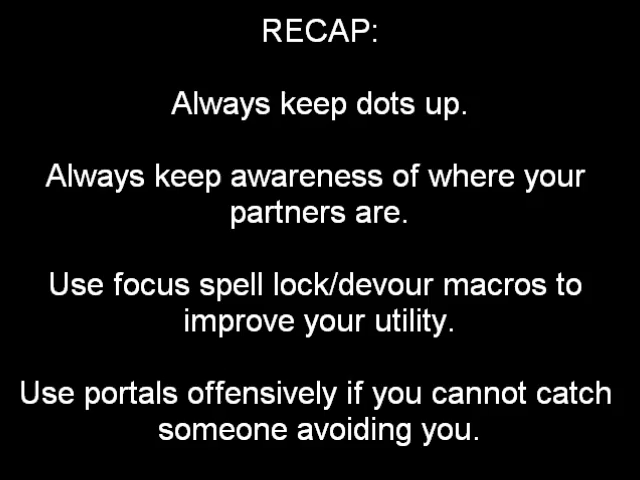 RECAP:
Always keep dots up.
Always keep awareness of where your
partners are.
Use focus spell lock/devour macros to
improve your utility.
Use portals offensively if you cannot catch
someone avoiding you.